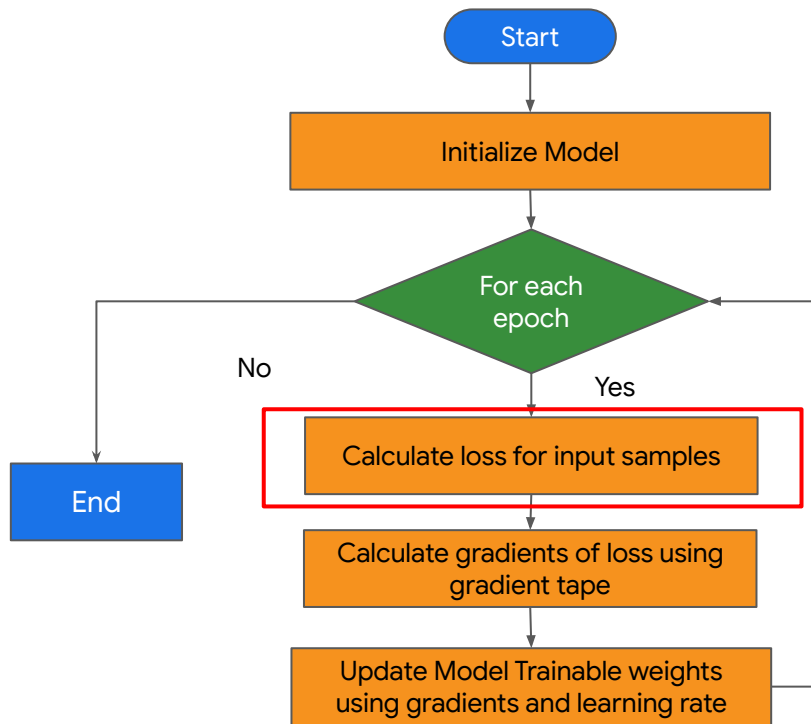 Start
Initialize Model
For each
epoch
No
Yes
Calculate loss for input samples
End
Calculate gradients of loss using
gradient tape
Update Model Trainable weights
using gradients and learning rate